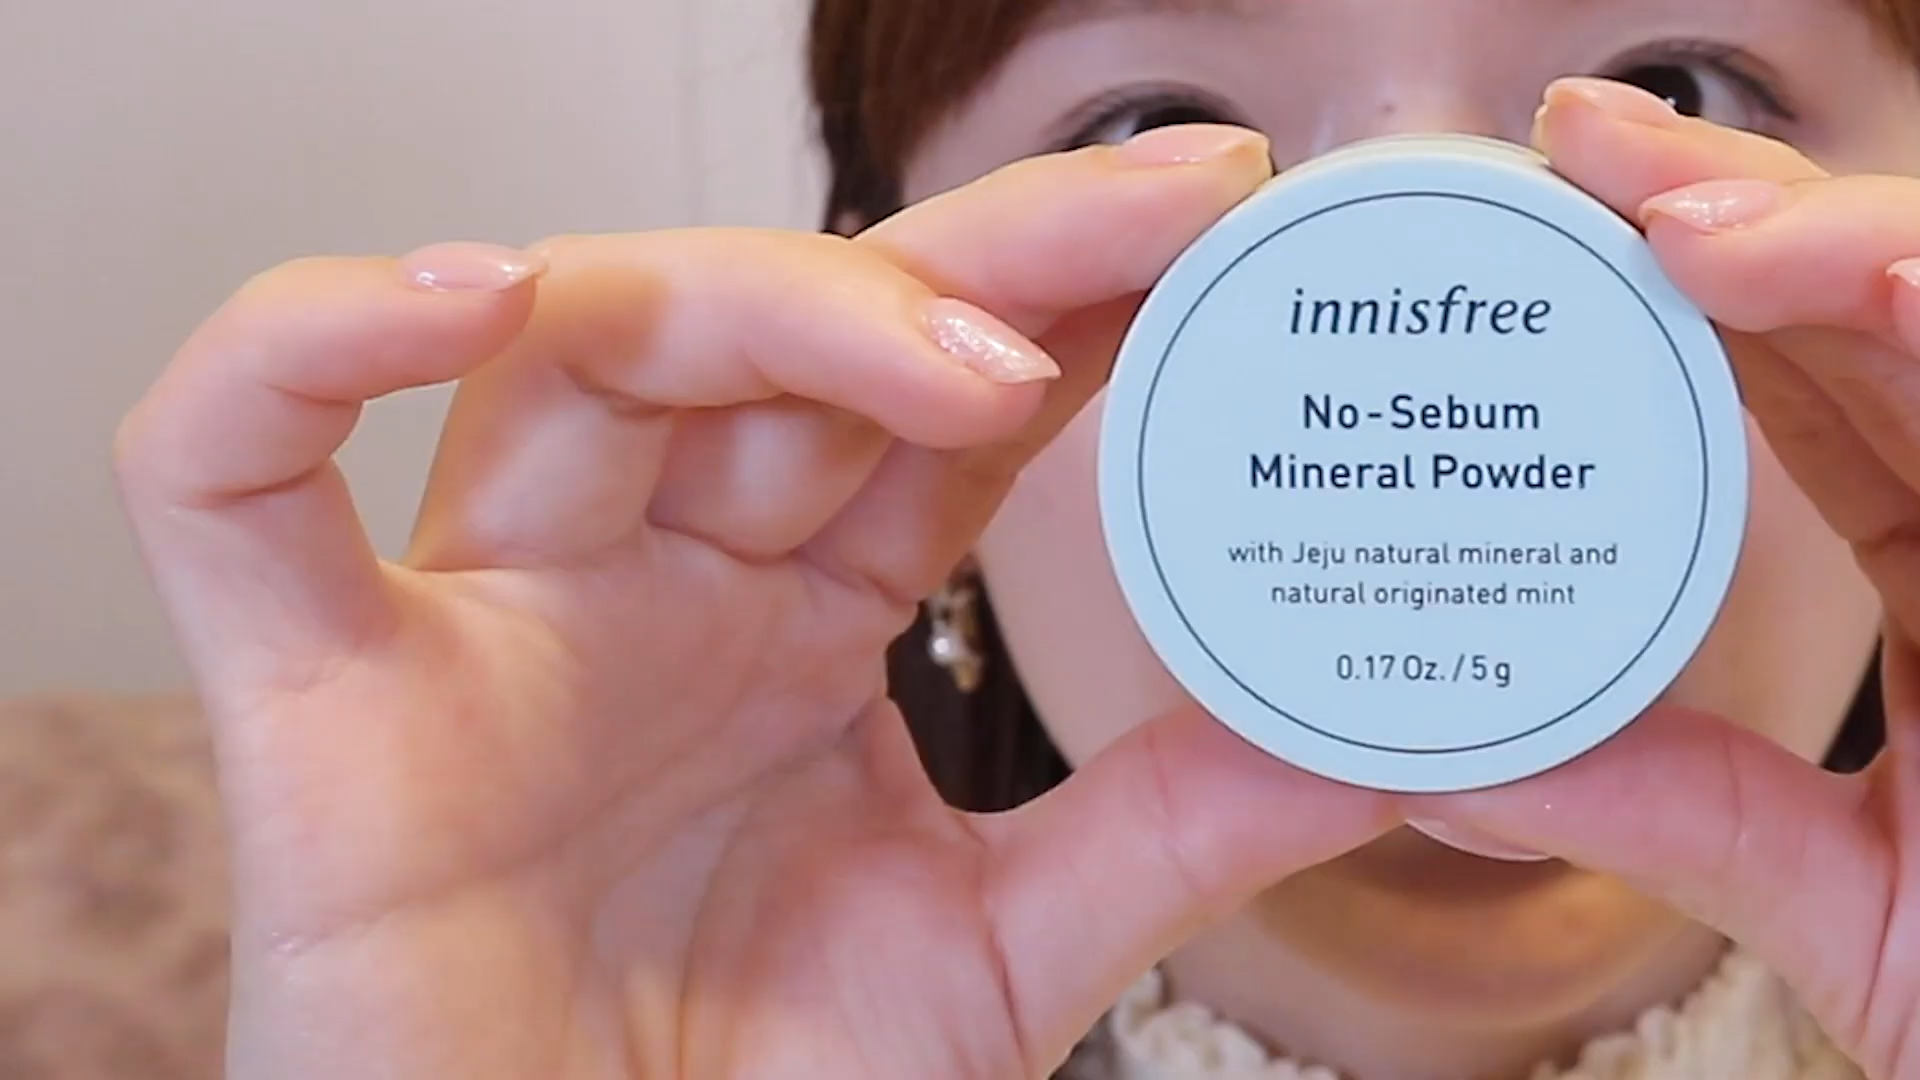 innisfree
No-Sebum
Mineral Powder
with Jeju natural mineral and
natural originated mint
0.17 Oz. / 5 g